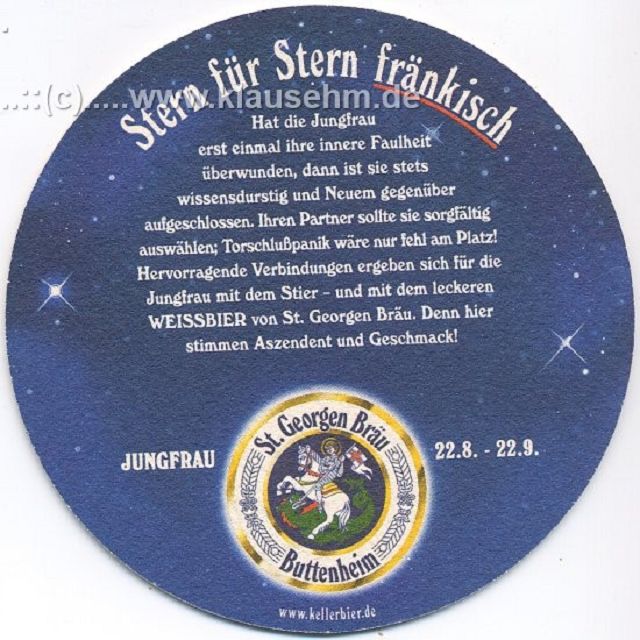 Stern für Stern fränkisch
..::(c).....www.klausehm.de
Hat die Jungfrau
erst einmal ihre innere Faulheit
überwunden, dann ist sie stets
wissensdurstig und Neuem gegenüber
aufgeschlossen. Ihren Partner sollte sie sorgfältig
auswählen; Torschlußpanik wäre nur fehl am Platz!
Hervorragende Verbindungen ergeben sich für die
Jungfrau mit dem Stier – und mit dem leckeren
WEISSBIER von St. Georgen Bräu. Denn hier
stimmen Aszendent und Geschmack!
St. Georgen Bräu
JUNGFRAU 22.8. - 22.9.
Buttenheim
www.kellerbier.de